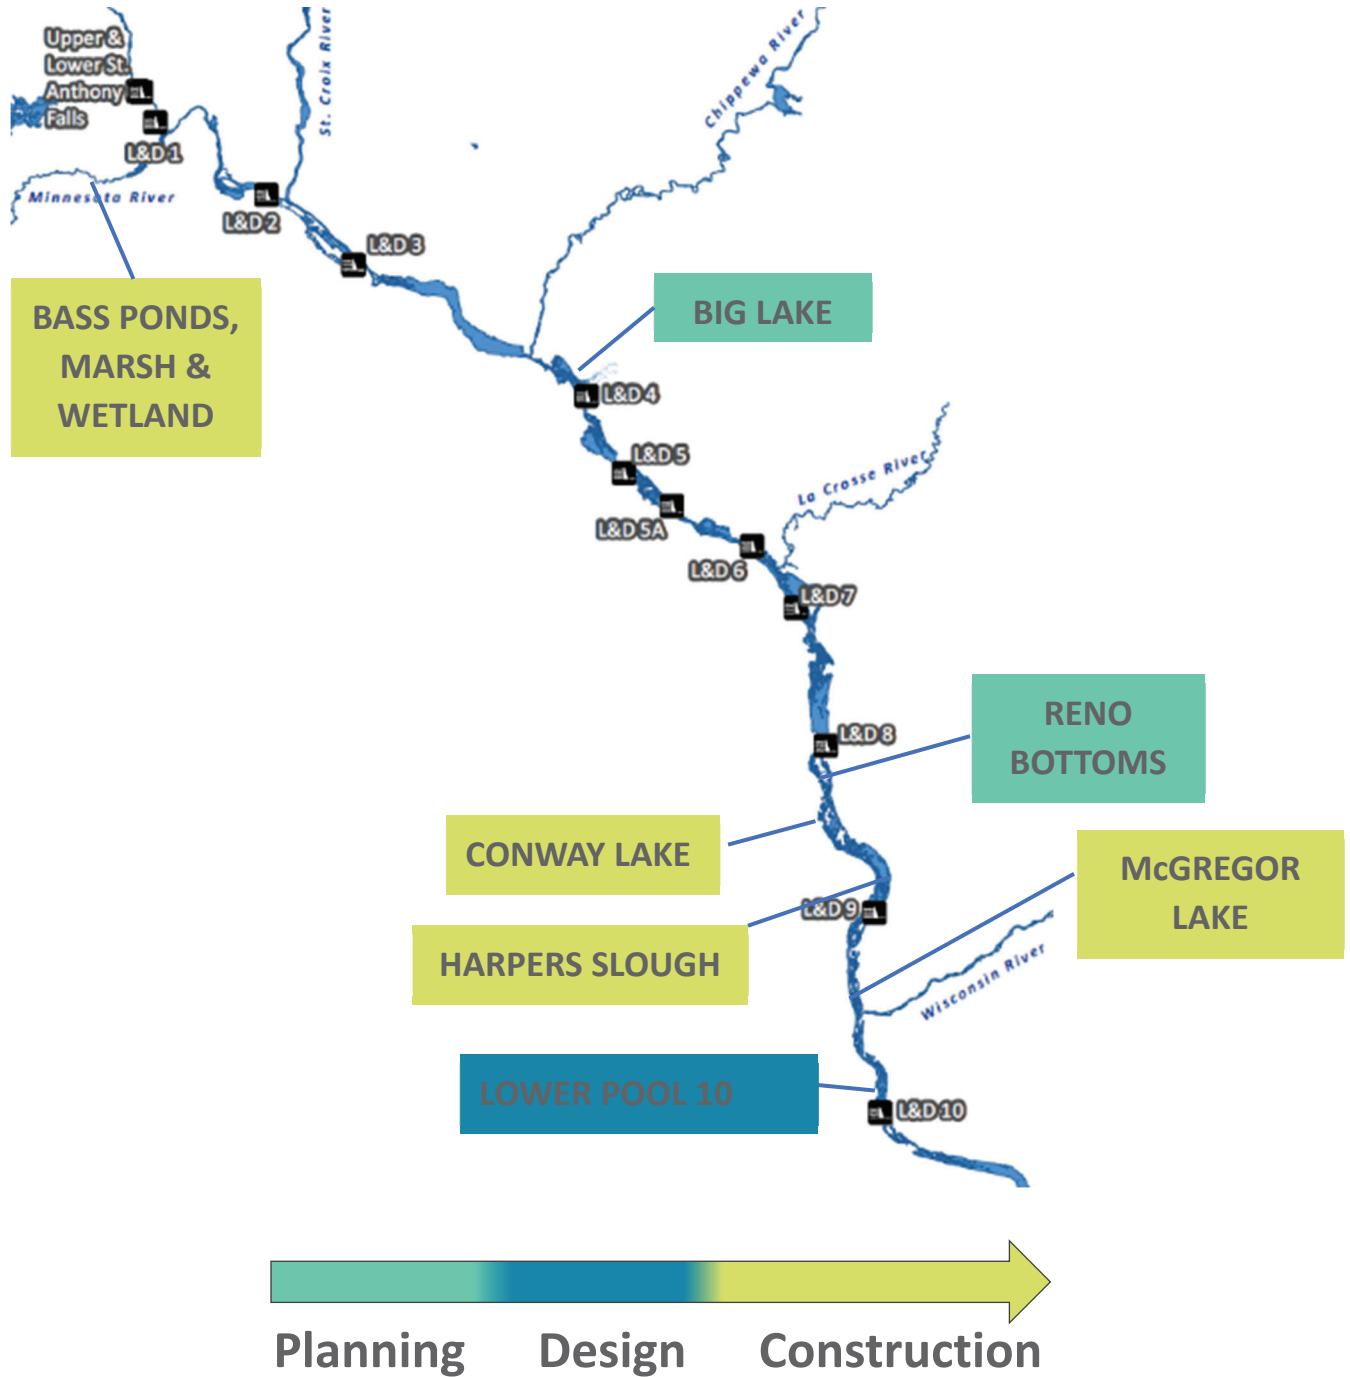 Upper &
Lower St.
Anthony
Falls
L&D 1
St. Croix River
Chippewa River
Minnesota River
L&D 2
L&D 3
BASS PONDS,
MARSH &
WETLAND
BIG LAKE
L&D 4
L&D 5
La Crosse River
L&D 5A
L&D 6
L&D 7
RENO
BOTTOMS
L&D 8
CONWAY LAKE
McGREGOR
LAKE
L&D 9
HARPERS SLOUGH
Wisconsin River
LOWER POOL 10
L&D 10
Planning Design Construction